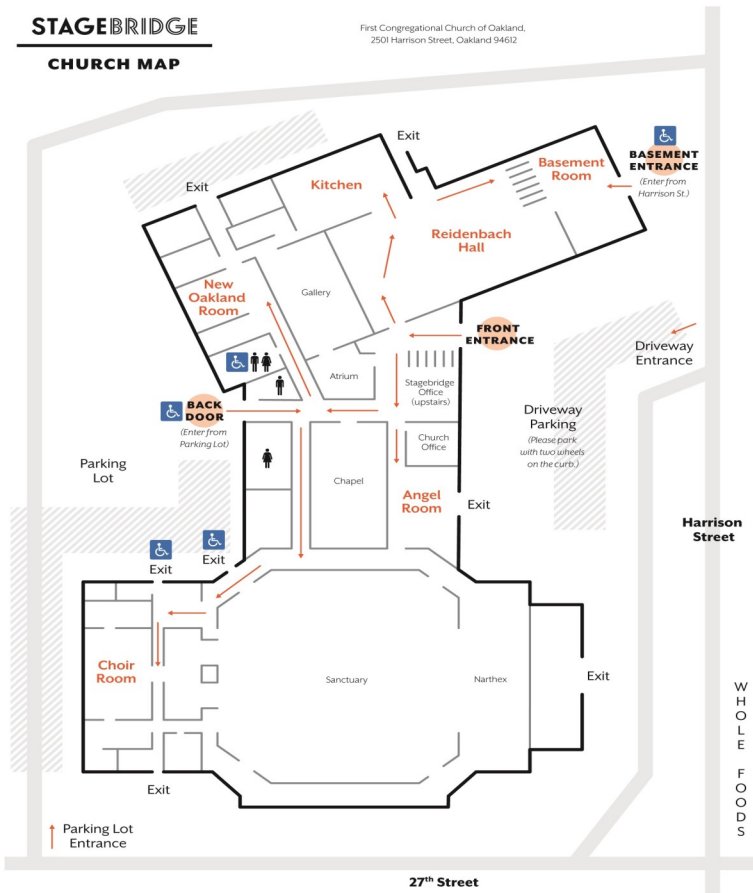 STAGEBRIDGE
CHURCH MAP
First Congregational Church of Oakland,
2501 Harrison Street, Oakland 94612
Exit
BASEMENT
ENTRANCE
(Enter from
Harrison St.)
Basement
Room
Exit
Kitchen
Reidenbach
Hall
New
Oakland
Room
Gallery
FRONT
ENTRANCE
Driveway
Entrance
Atrium
Stagebridge
Office
(upstairs)
BACK
DOOR
(Enter from
Parking Lot)
Driveway
Parking
(Please park
with two wheels
on the curb.)
Church
Office
Parking
Lot
Chapel
Angel
Room
Exit
Harrison
Street
Exit
Exit
Choir
Room
Sanctuary
Narthex
Exit
WHOLE FOODS
Exit
Parking Lot
Entrance
27th Street